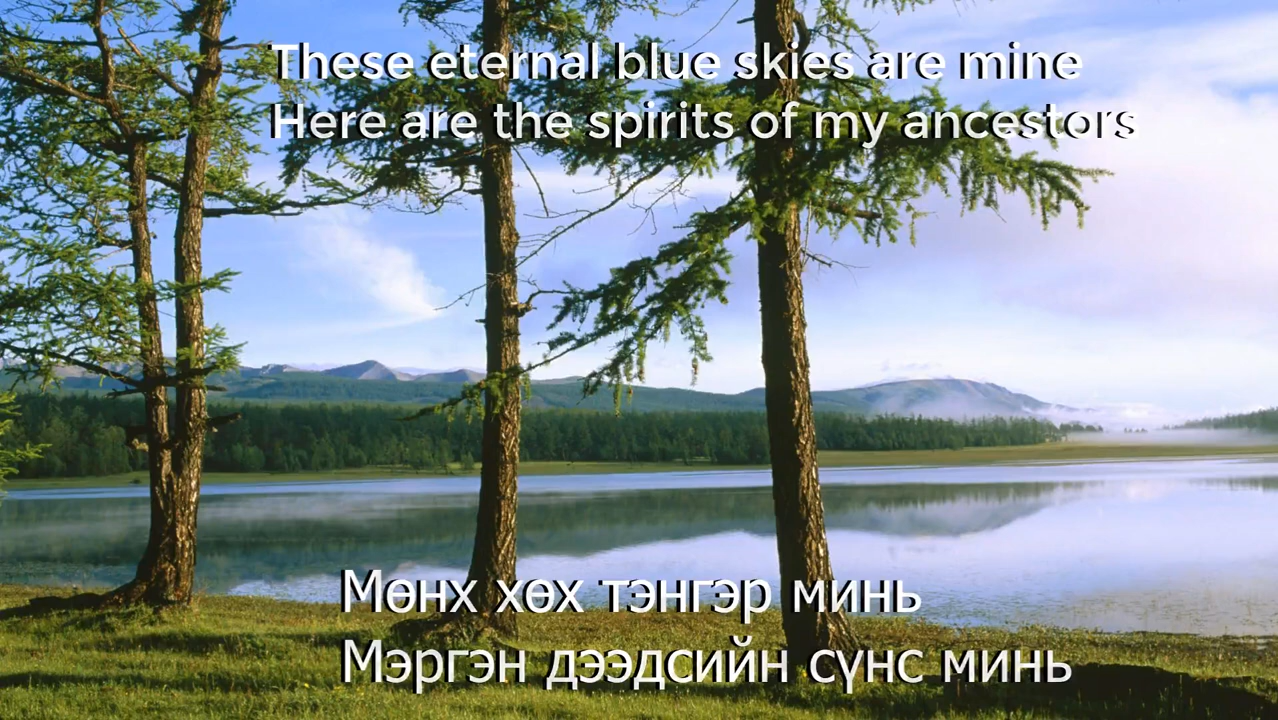 These eternal blue skies are mine
Here are the spirits of my ancestors
Мөнх хөх тэнгэр минь
Мэргэн дээдсийн сүнс минь